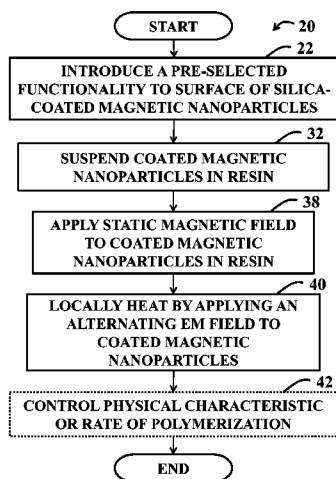 START
20
22
INTRODUCE A PRE-SELECTED
FUNCTIONALITY TO SURFACE OF SILICA-
COATED MAGNETIC NANOPARTICLES
32
SUSPEND COATED MAGNETIC
NANOPARTICLES IN RESIN
38
APPLY STATIC MAGNETIC FIELD
TO COATED MAGNETIC
NANOPARTICLES IN RESIN
40
LOCALLY HEAT BY APPLYING AN
ALTERNATING EM FIELD TO
COATED MAGNETIC
NANOPARTICLES
42
CONTROL PHYSICAL CHARACTERISTIC
OR RATE OF POLYMERIZATION
END